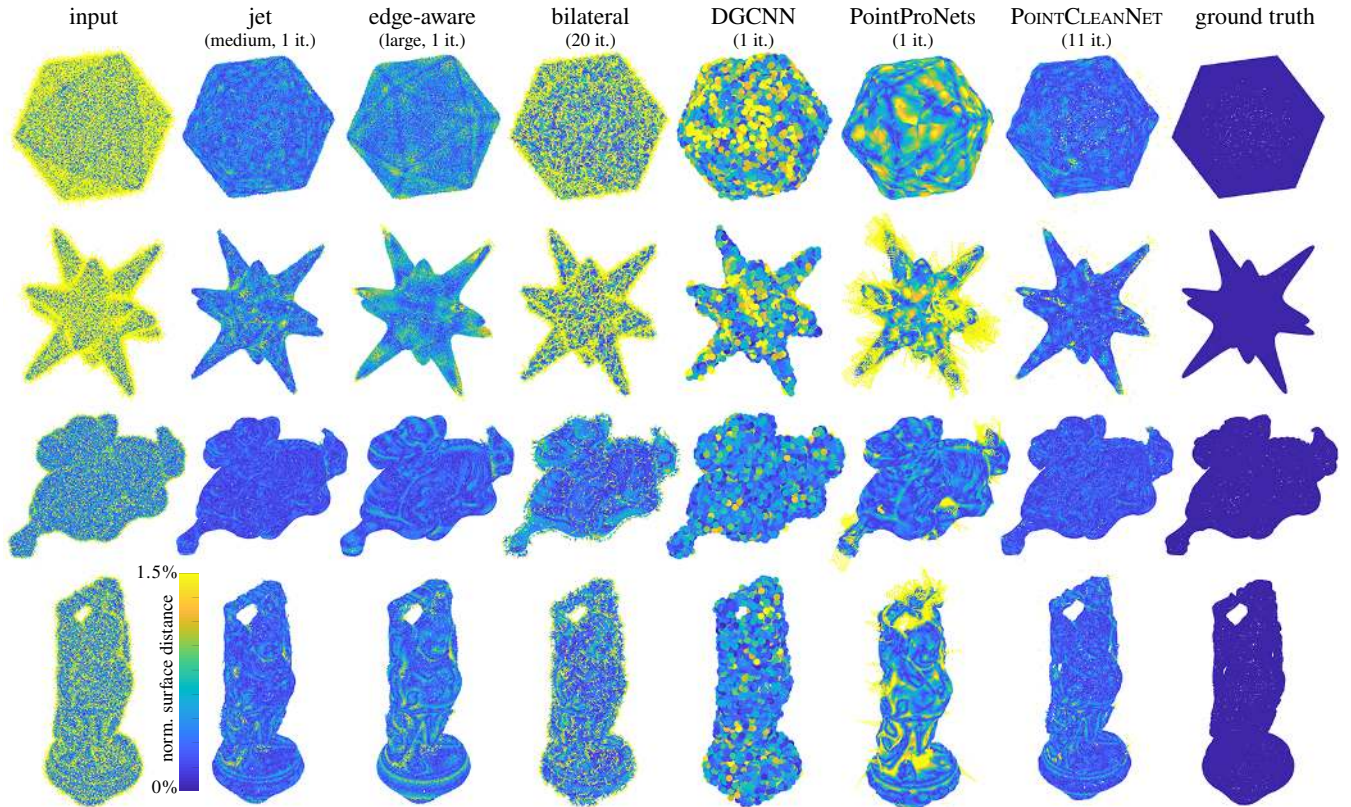 input jet edge-aware bilateral DGCNN PointProNets POINTCLEANNET ground truth
(medium, 1 it.) (large, 1 it.) (20 it.) (1 it.) (1 it.) (11 it.)
1.5%
norm. surface distance
0%